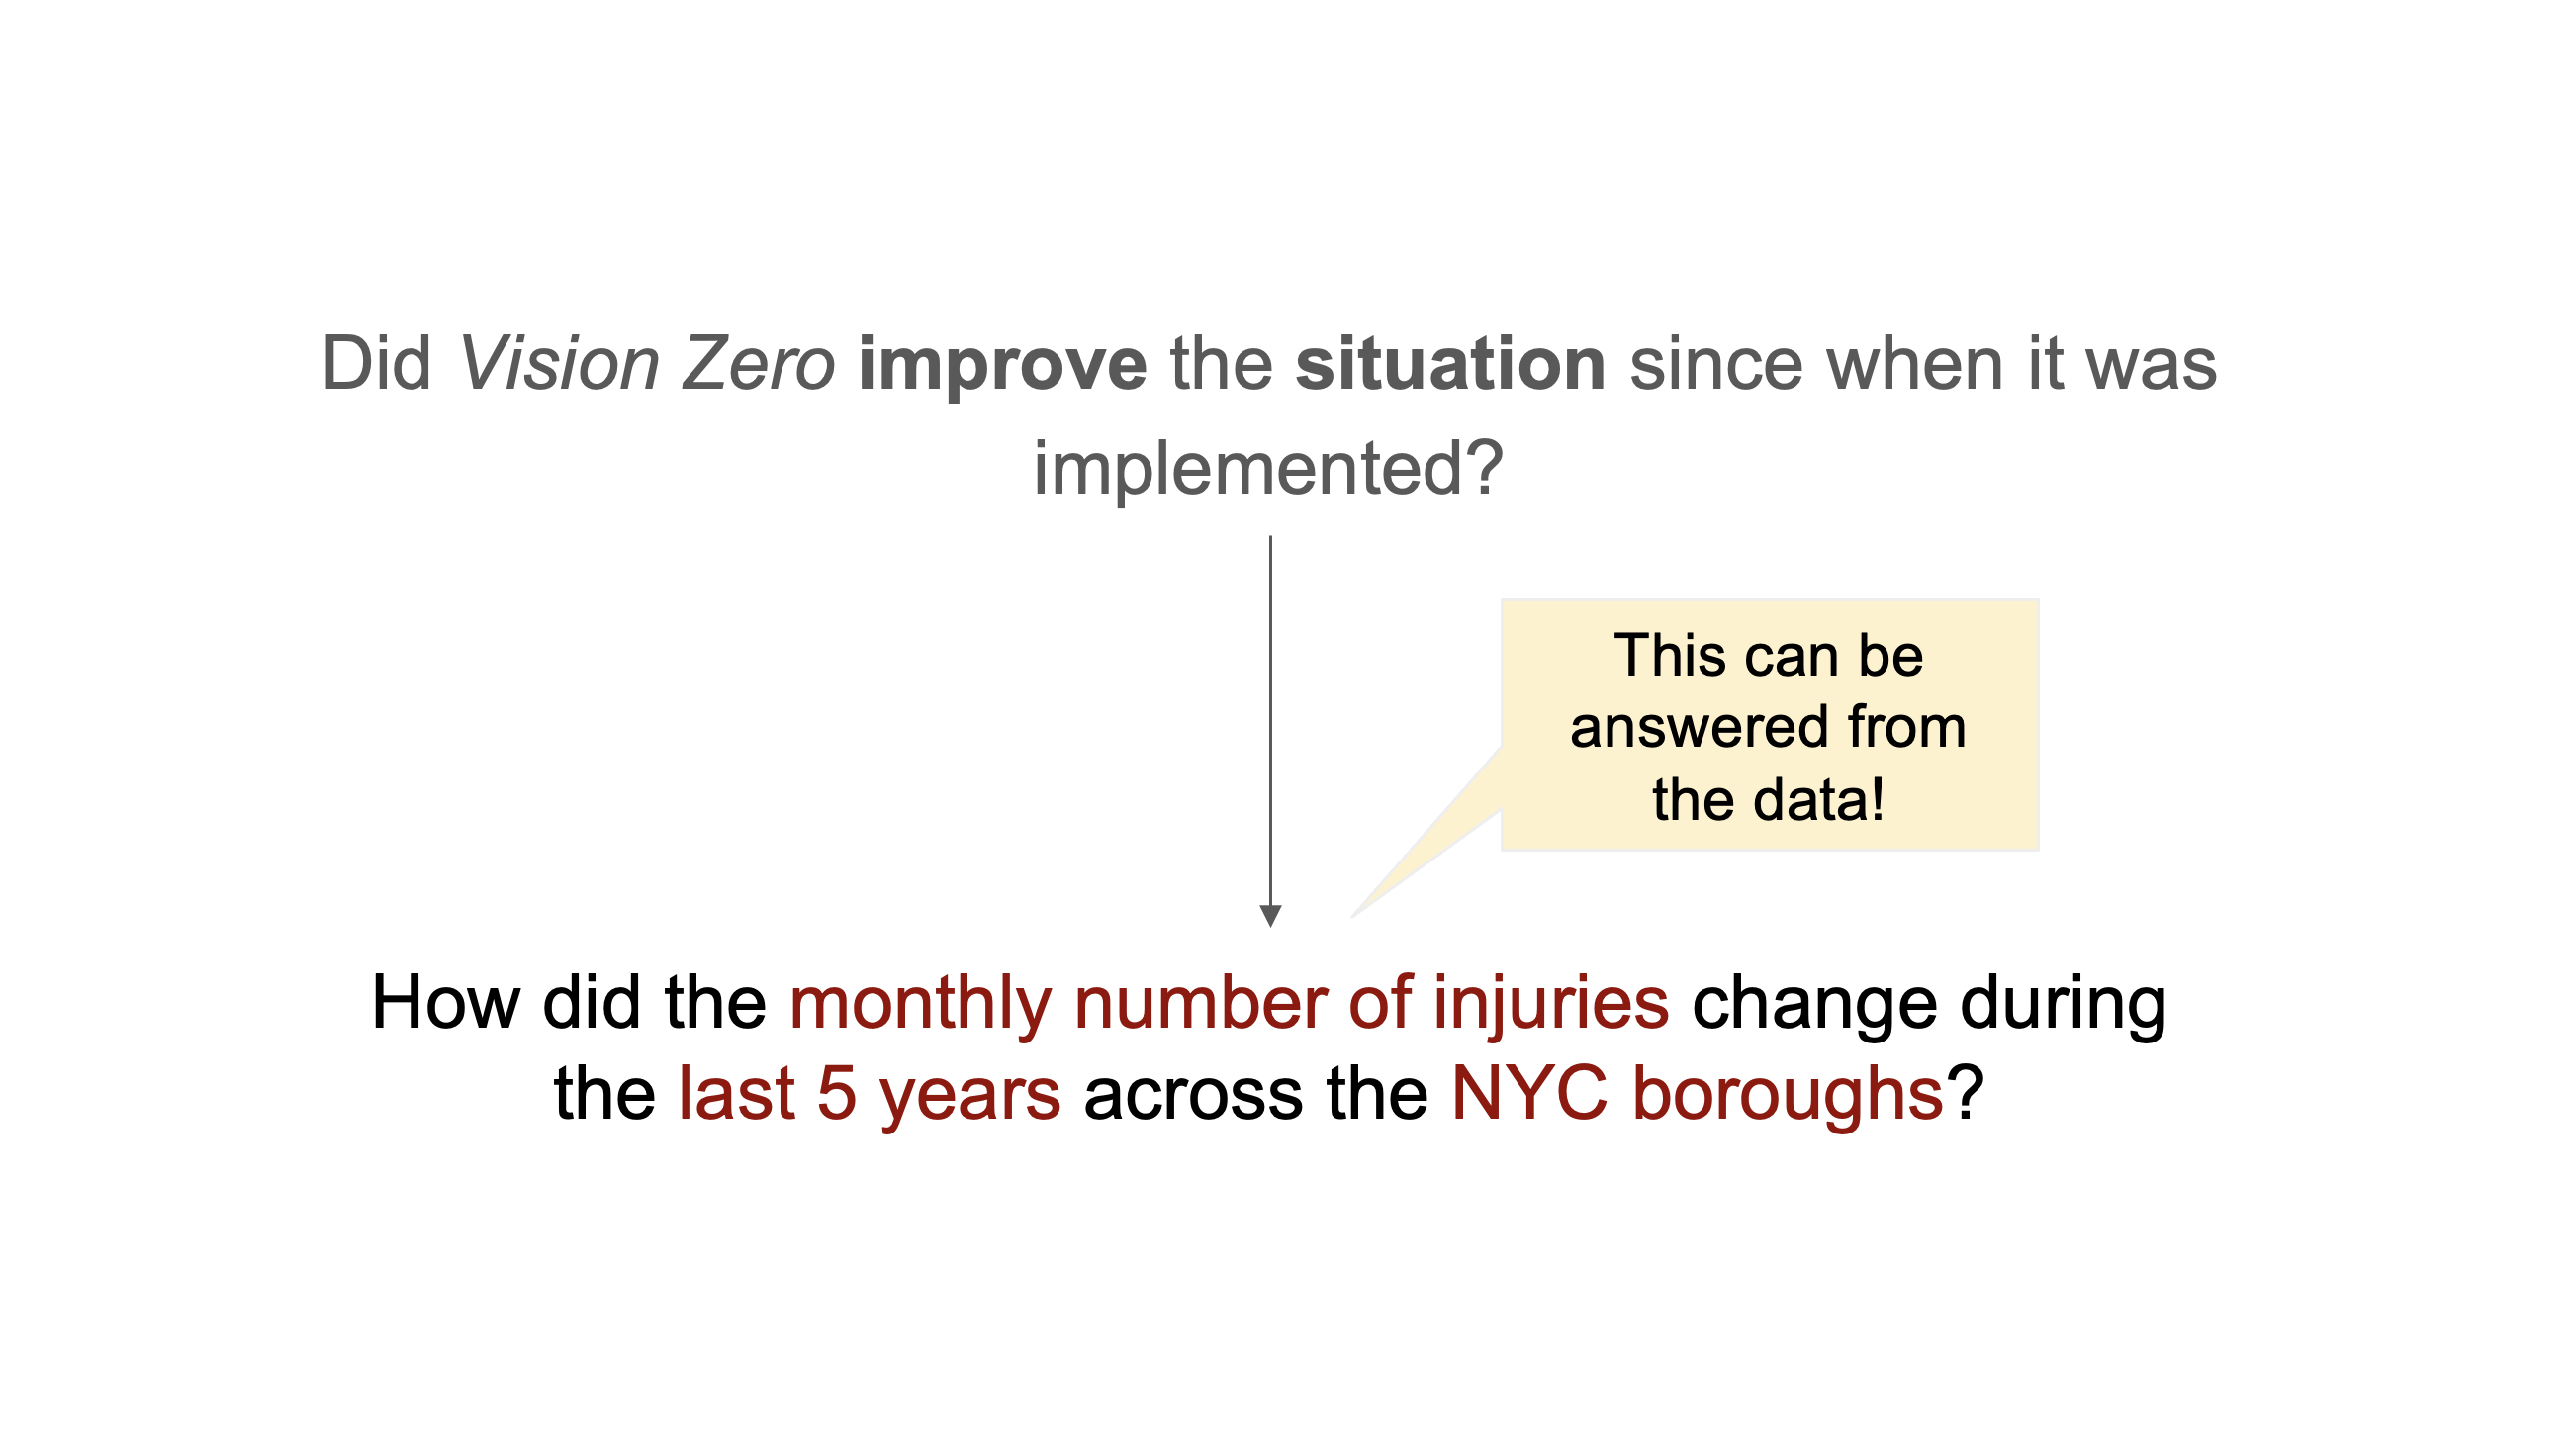 Did Vision Zero improve the situation since when it was
implemented?
This can be
answered from
the data!
How did the monthly number of injuries change during
the last 5 years across the NYC boroughs?